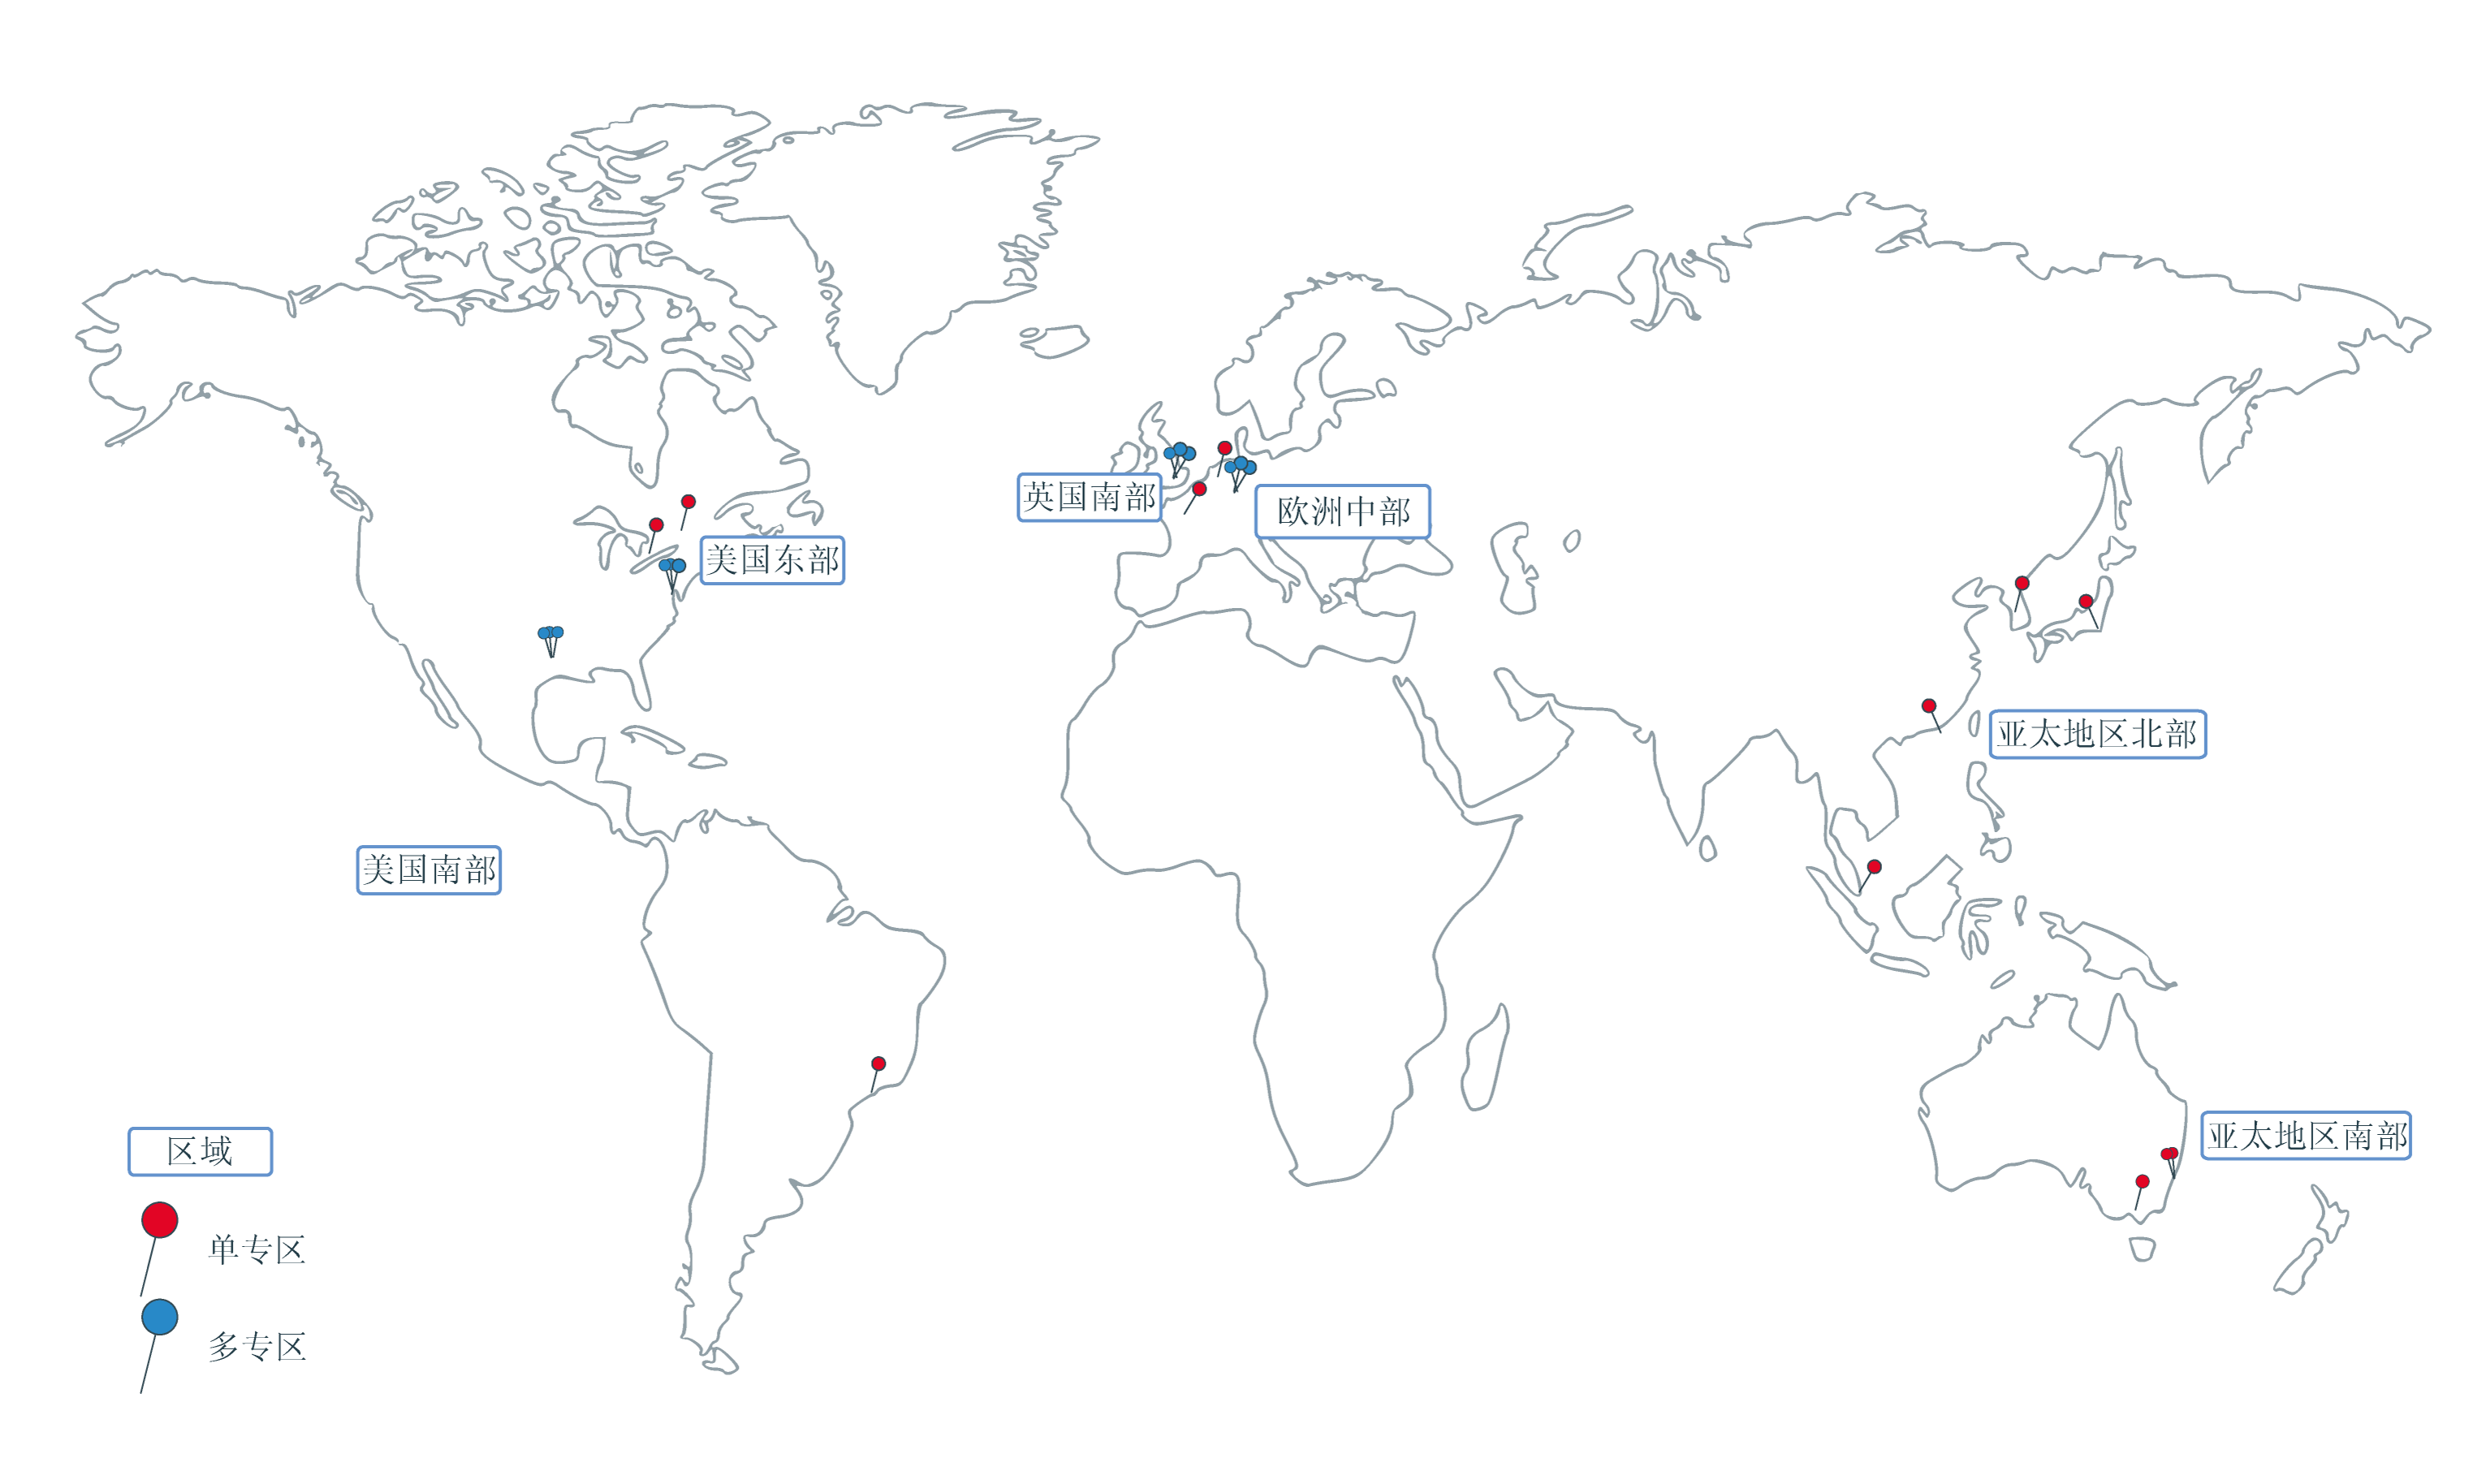 英国南部
欧洲中部
美国东部
亚太地区北部
美国南部
亚太地区南部
区域
单专区
多专区